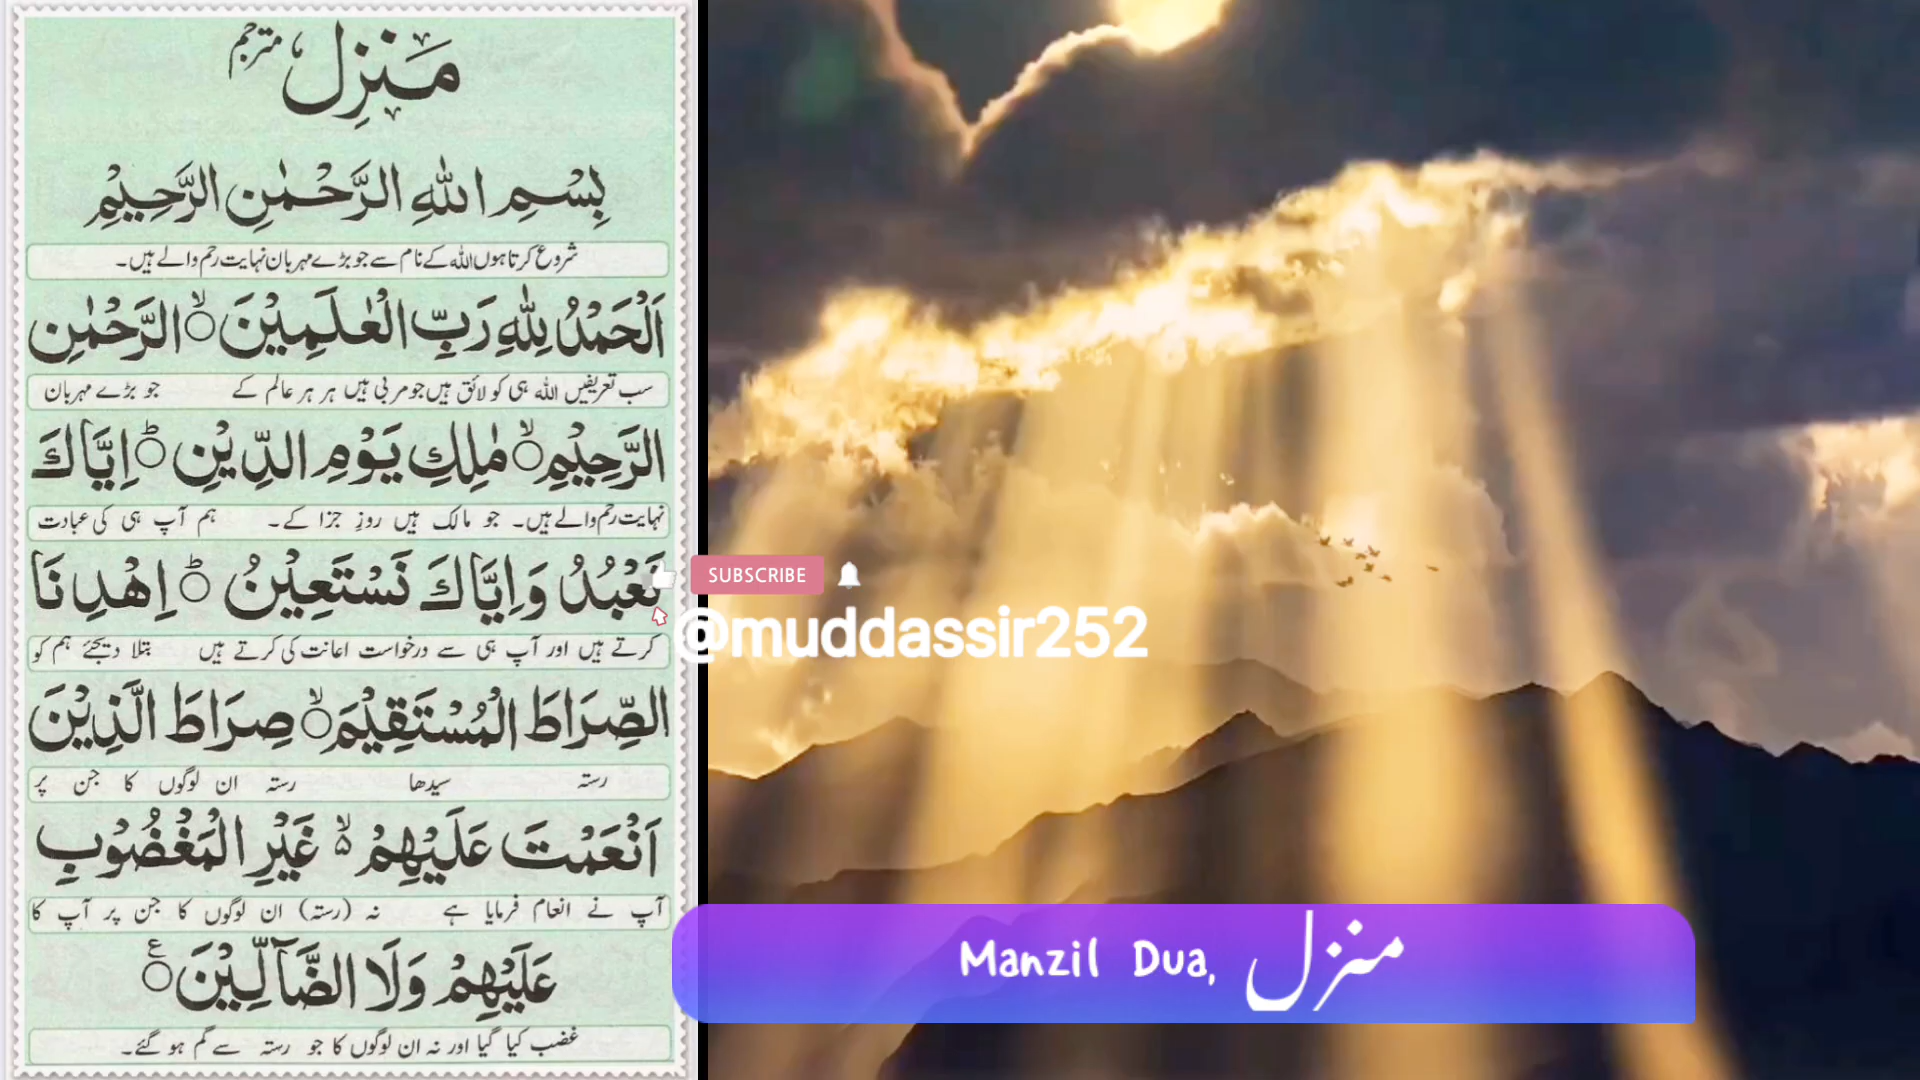 مَنزِل مترجم
بِسْمِ اللّٰهِ الرَّحْمٰنِ الرَّحِيْمِ
شروع کرتا ہوں اللہ کے نام سے جو بڑے مہربان نہایت رحم والے ہیں۔
اَلْحَمْدُ لِلّٰهِ رَبِّ الْعٰلَمِيْنَ ۙ الرَّحْمٰنِ
سب تعریفیں اللہ ہی کو لائق ہیں جو مربی ہیں ہر ہر عالم کے جو بڑے مہربان
الرَّحِيْمِ ۙ مٰلِكِ يَوْمِ الدِّيْنِ ؕ اِيَّاكَ
نہایت رحم والے ہیں۔ جو مالک ہیں روزِ جزا کے۔ ہم آپ ہی کی عبادت
نَعْبُدُ وَاِيَّاكَ نَسْتَعِيْنُ ؕ اِهْدِنَا
کرتے ہیں اور آپ ہی سے درخواست اعانت کی کرتے ہیں بتلا دیجئے ہم کو
الصِّرَاطَ الْمُسْتَقِيْمَ ۙ صِرَاطَ الَّذِيْنَ
رستہ سیدھا رستہ ان لوگوں کا جن پر
اَنْعَمْتَ عَلَيْهِمْ ۙ غَيْرِ الْمَغْضُوْبِ
آپ نے انعام فرمایا ہے نہ (رستہ) ان لوگوں کا جن پر آپ کا
عَلَيْهِمْ وَلَا الضَّآلِّيْنَ ع
غضب کیا گیا اور نہ ان لوگوں کا جو رستہ سے گم ہو گئے۔
SUBSCRIBE
@muddassir252
Manzil Dua, منزل